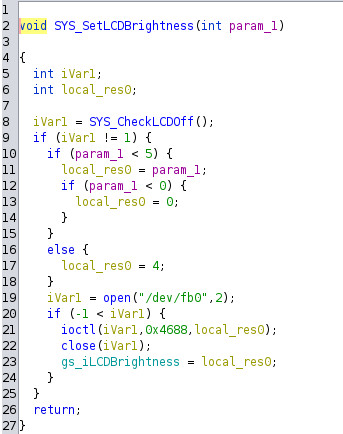 1
2 void SYS_SetLCDBrightness(int param_1)
3
4 {
5 int iVar1;
6 int local_res0;
7
8 iVar1 = SYS_CheckLCDOff();
9 if (iVar1 != 1) {
10 if (param_1 < 5) {
11 local_res0 = param_1;
12 if (param_1 < 0) {
13 local_res0 = 0;
14 }
15 }
16 else {
17 local_res0 = 4;
18 }
19 iVar1 = open("/dev/fb0",2);
20 if (-1 < iVar1) {
21 ioctl(iVar1,0x4688,local_res0);
22 close(iVar1);
23 gs_iLCDBrightness = local_res0;
24 }
25 }
26 return;
27 }